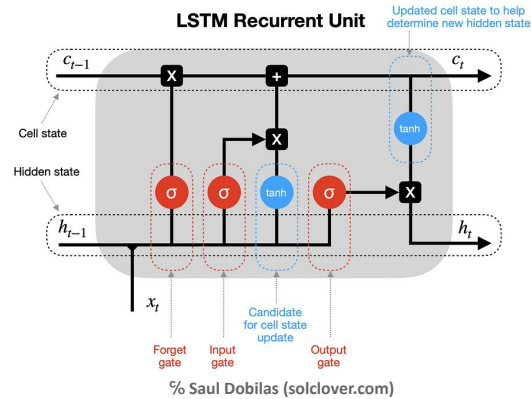 LSTM Recurrent Unit
Updated cell state to help
determine new hidden state
c_{t-1}
c_t
X
+
Cell state
tanh
X
Hidden state
σ
σ
tanh
σ
X
h_{t-1}
h_t
x_t
Candidate
for cell state
update
Forget
gate
Input
gate
Output
gate
℅ Saul Dobilas (solclover.com)